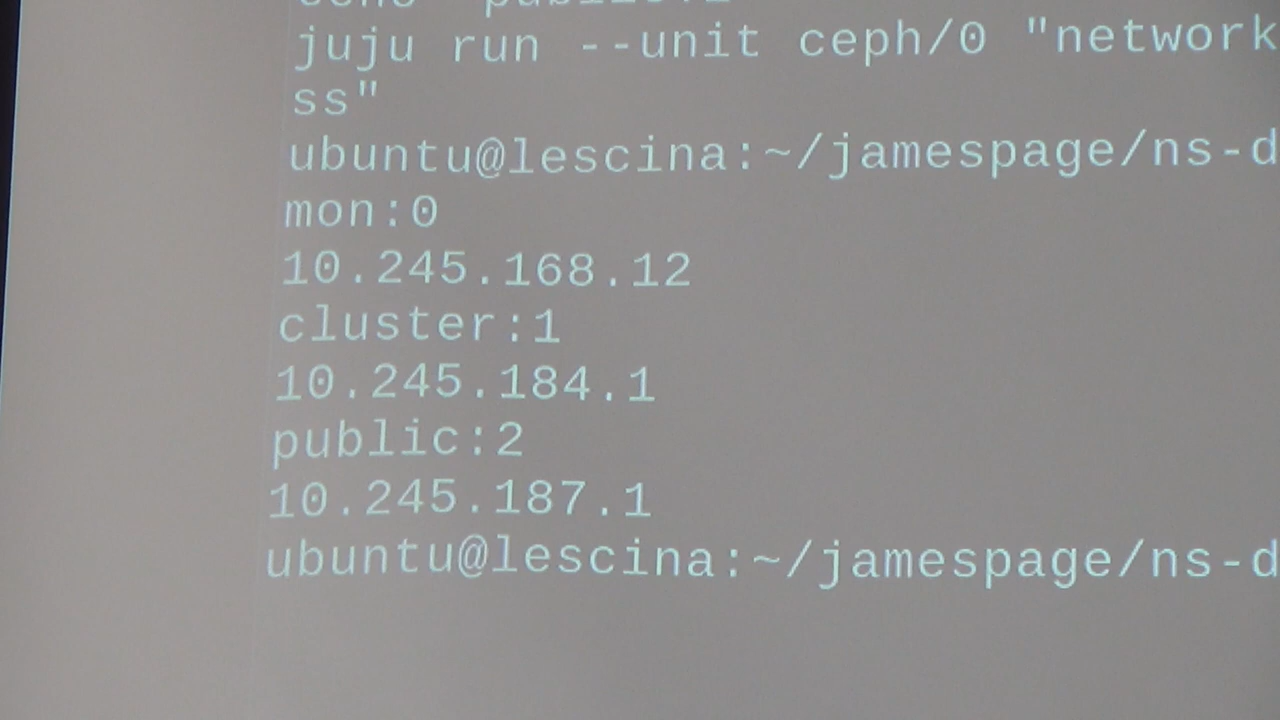 juju run --unit ceph/0 "network
ss"
ubuntu@lescina:~/jamespage/ns-d
mon:0
10.245.168.12
cluster:1
10.245.184.1
public:2
10.245.187.1
ubuntu@lescina:~/jamespage/ns-d